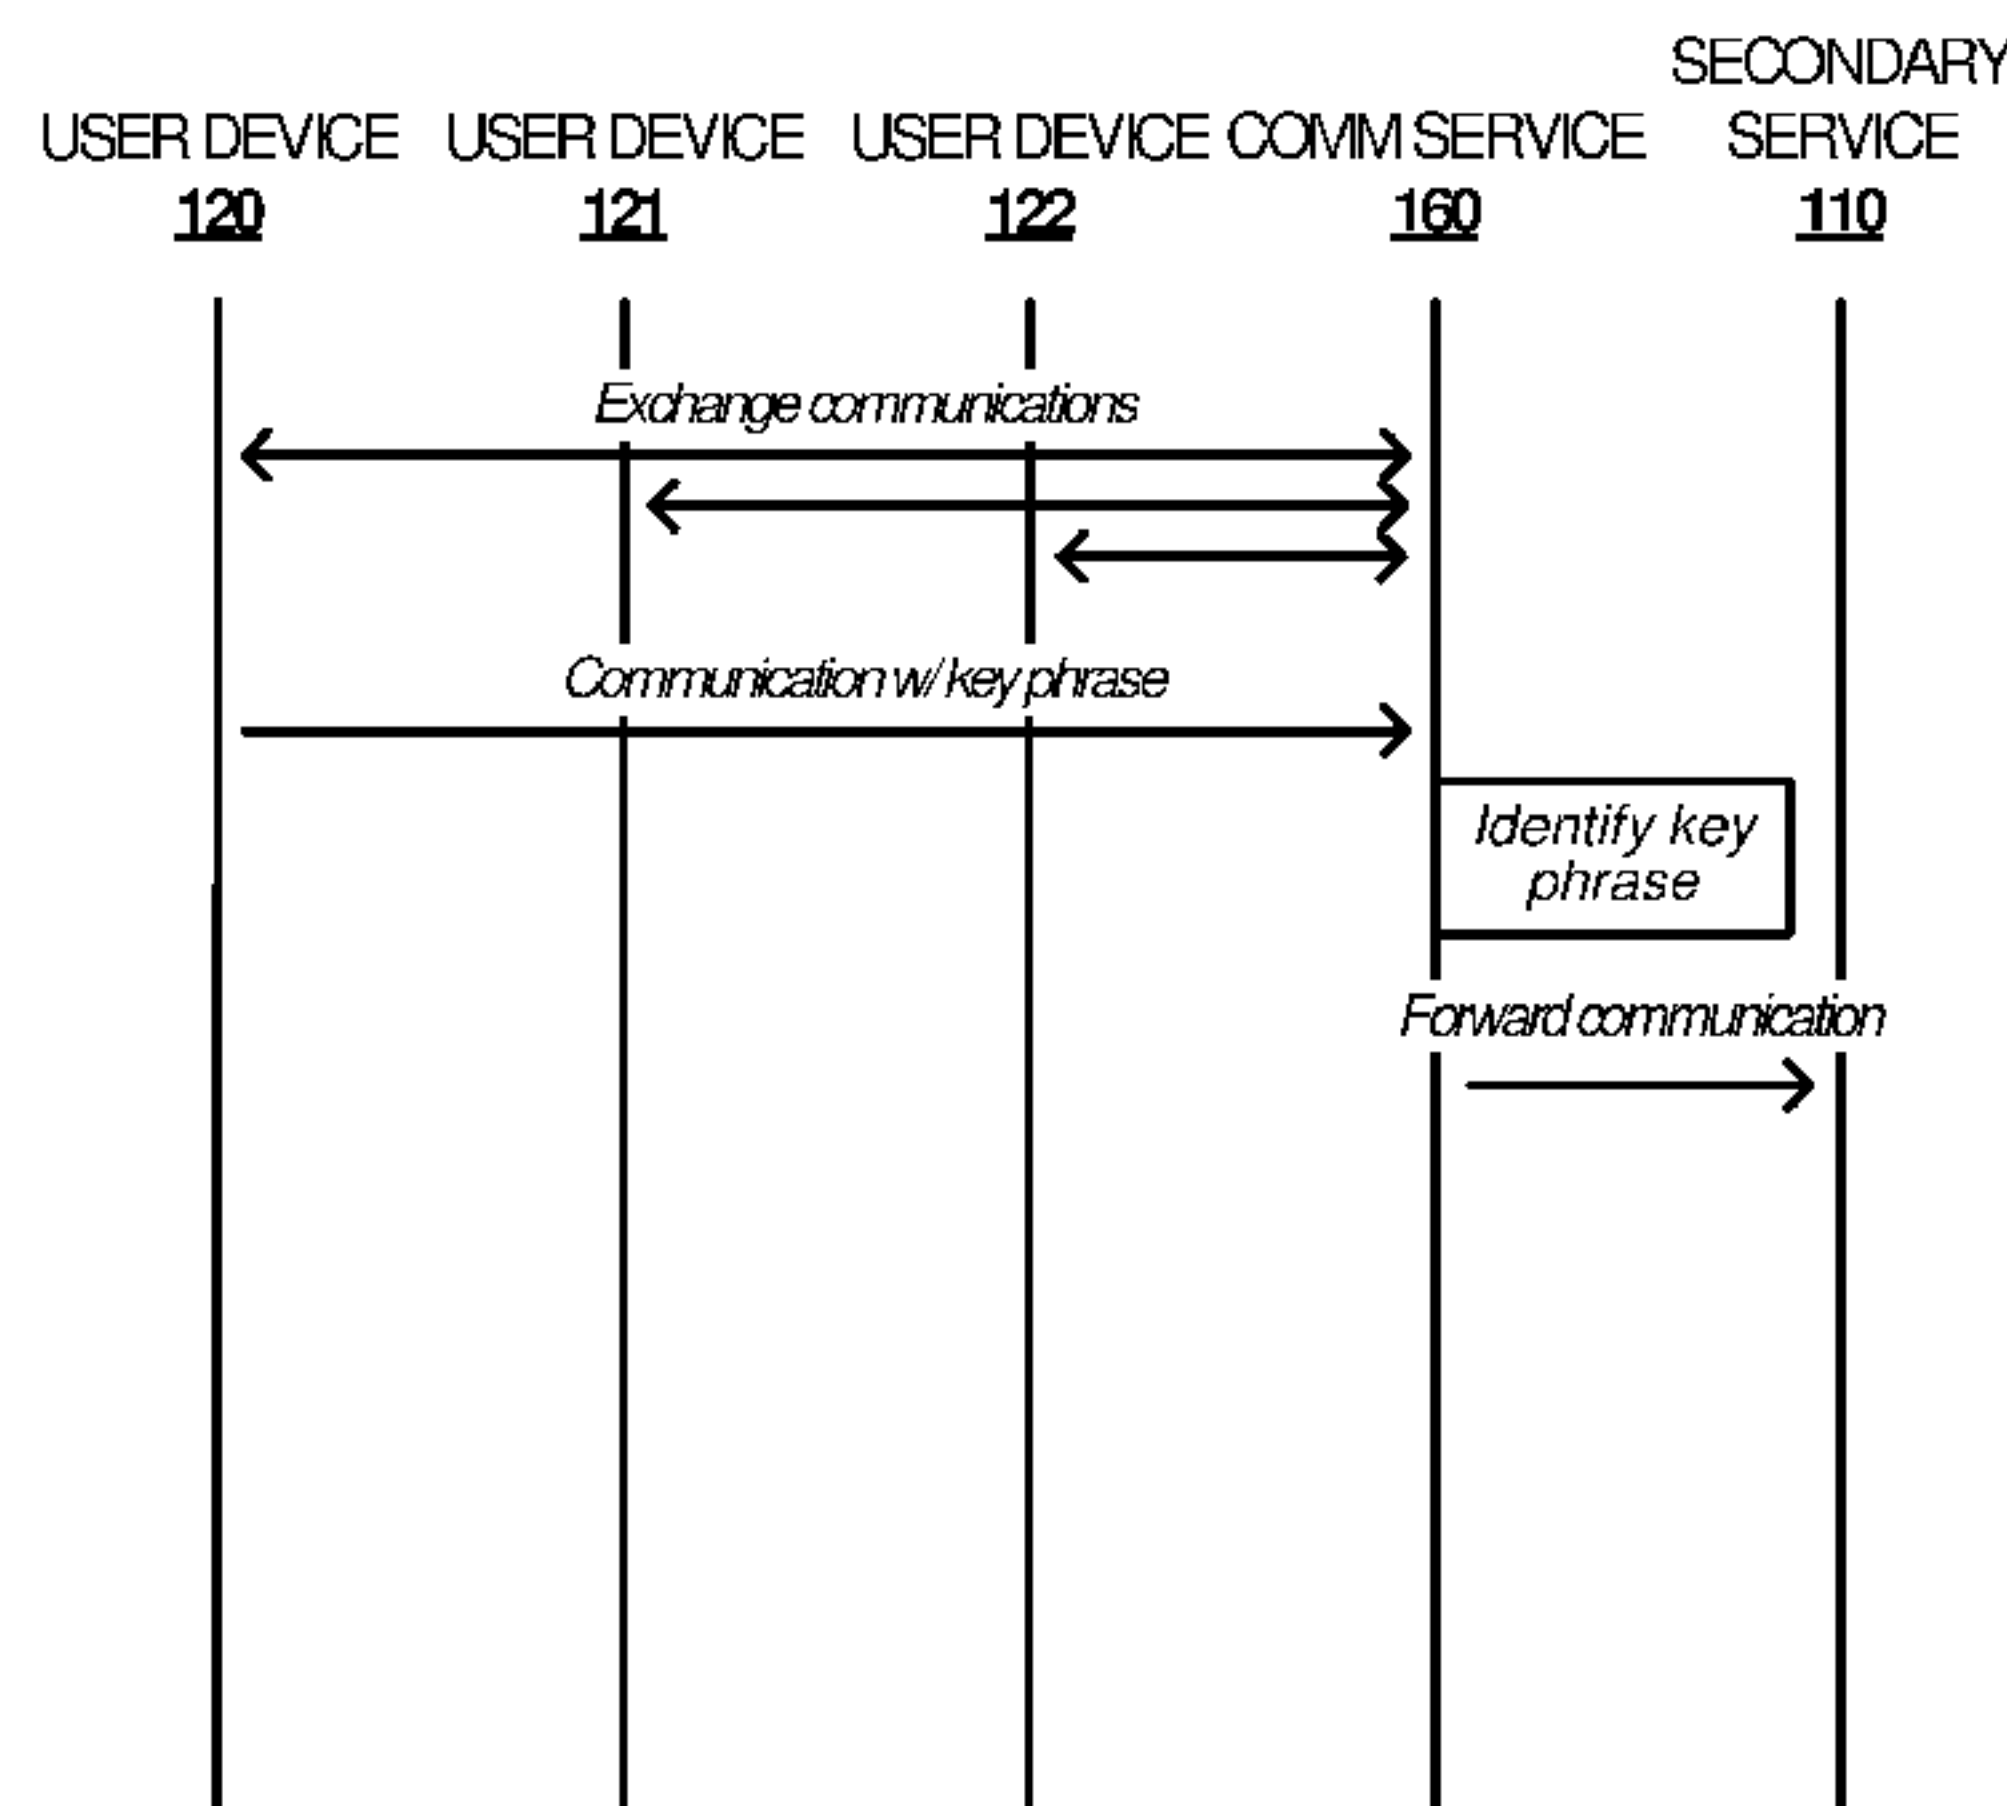 SECONDARY
USER DEVICE USER DEVICE USER DEVICE COMM SERVICE SERVICE
120 121 122 160 110
Exchange communications
Communication w/ key phrase
Identify key
phrase
Forward communication